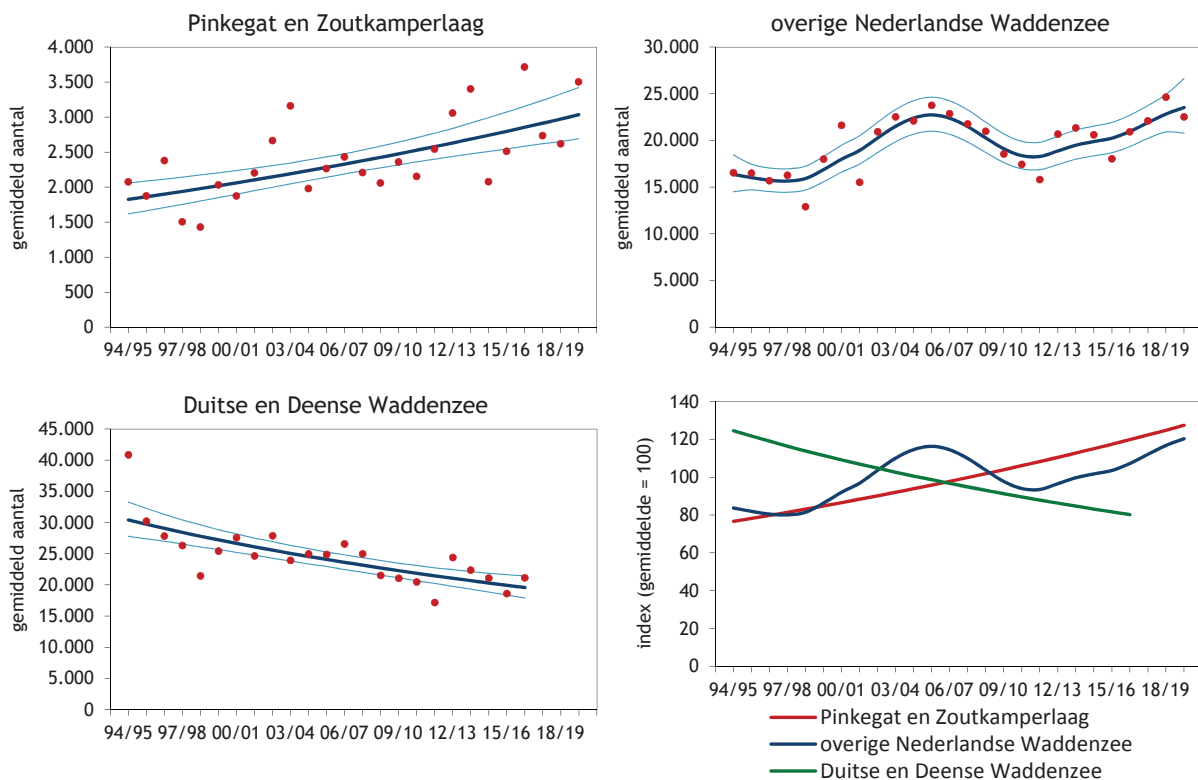 Pinkegat en Zoutkamperlaag
gemiddeld aantal
4.000
3.500
3.000
2.500
2.000
1.500
1.000
500
0
94/95 97/98 00/01 03/04 06/07 09/10 12/13 15/16 18/19
overige Nederlandse Waddenzee
gemiddeld aantal
30.000
25.000
20.000
15.000
10.000
5.000
0
94/95 97/98 00/01 03/04 06/07 09/10 12/13 15/16 18/19
Duitse en Deense Waddenzee
gemiddeld aantal
45.000
40.000
35.000
30.000
25.000
20.000
15.000
10.000
5.000
0
94/95 97/98 00/01 03/04 06/07 09/10 12/13 15/16 18/19
index (gemiddelde = 100)
140
120
100
80
60
40
20
0
94/95 97/98 00/01 03/04 06/07 09/10 12/13 15/16 18/19
Pinkegat en Zoutkamperlaag
overige Nederlandse Waddenzee
Duitse en Deense Waddenzee